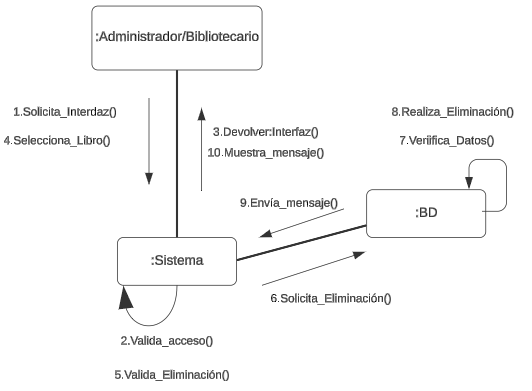 :Administrador/Bibliotecario
1.Solicita_Interdaz()
4.Selecciona_Libro()
3.Devolver:Interfaz()
10.Muestra_mensaje()
8.Realiza_Eliminación()
7.Veriifica_Datos()
9.Envía_mensaje()
:BD
:Sistema
6.Solicita_Eliminación()
2.Valida_acceso()
5.Valida_Eliminación()